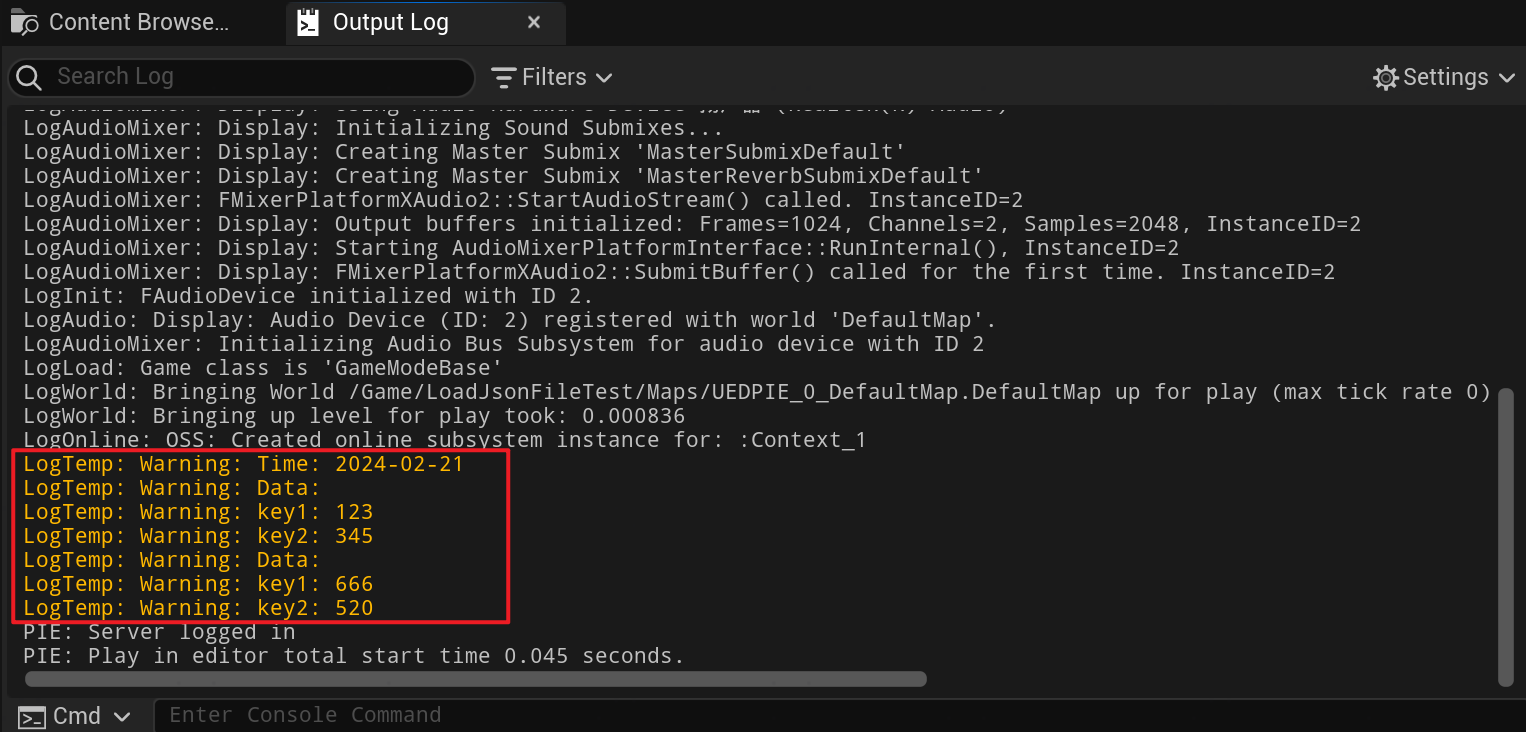 Content Browse...
Output Log
Search Log
Filters
Settings
LogAudioMixer: Display: Using Audio Hardware Device
LogAudioMixer: Display: Initializing Sound Submixes...
LogAudioMixer: Display: Creating Master Submix 'MasterSubmixDefault'
LogAudioMixer: Display: Creating Master Submix 'MasterReverbSubmixDefault'
LogAudioMixer: FMixerPlatformXAudio2::StartAudioStream() called. InstanceID=2
LogAudioMixer: Display: Output buffers initialized: Frames=1024, Channels=2, Samples=2048, InstanceID=2
LogAudioMixer: Display: Starting AudioMixerPlatformInterface::RunInternal(), InstanceID=2
LogAudioMixer: Display: FMixerPlatformXAudio2::SubmitBuffer() called for the first time. InstanceID=2
LogInit: FAudioDevice initialized with ID 2.
LogAudio: Display: Audio Device (ID: 2) registered with world 'DefaultMap'.
LogAudioMixer: Initializing Audio Bus Subsystem for audio device with ID 2
LogLoad: Game class is 'GameModeBase'
LogWorld: Bringing World /Game/LoadJsonFileTest/Maps/UEDPIE_0_DefaultMap.DefaultMap up for play (max tick rate 0)
LogWorld: Bringing up level for play took: 0.000836
LogOnline: OSS: Created online subsystem instance for: :Context_1
LogTemp: Warning: Time: 2024-02-21
LogTemp: Warning: Data:
LogTemp: Warning: key1: 123
LogTemp: Warning: key2: 345
LogTemp: Warning: Data:
LogTemp: Warning: key1: 666
LogTemp: Warning: key2: 520
PIE: Server logged in
PIE: Play in editor total start time 0.045 seconds.
Cmd
Enter Console Command